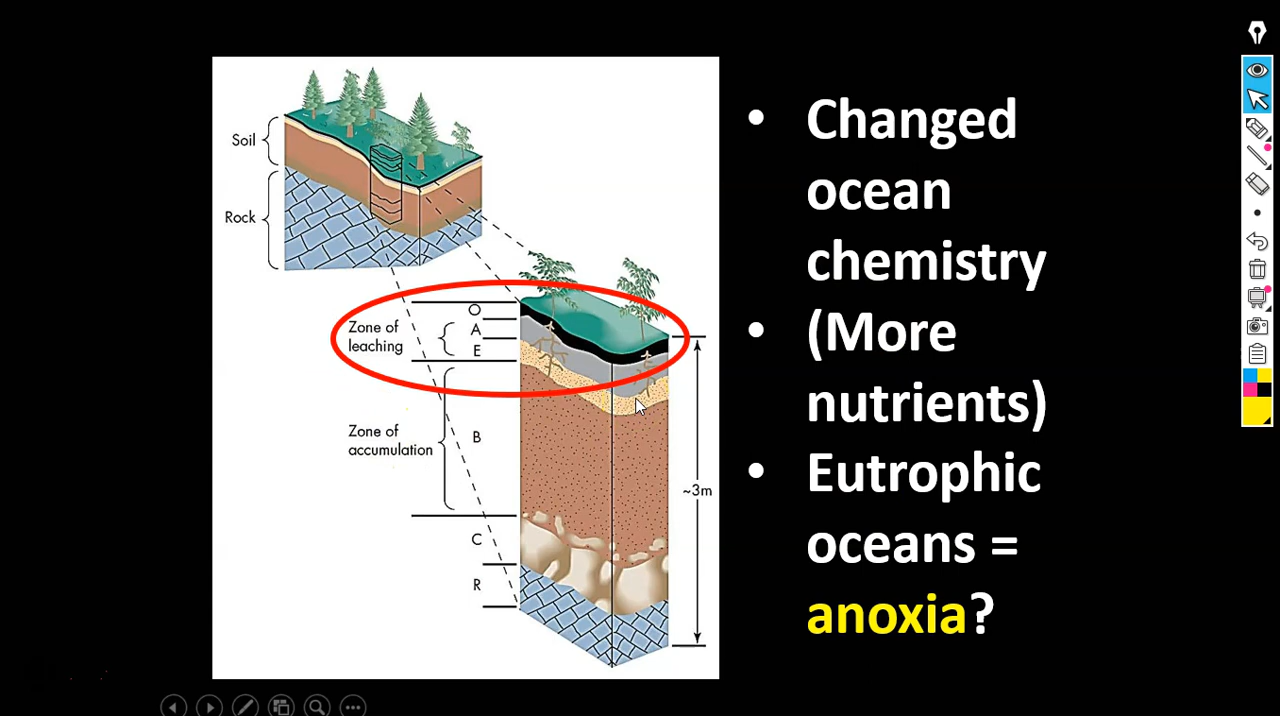 Soil
Rock
Zone of
leaching
O
A
E
Zone of
accumulation
B
C
R
~3m
• Changed
ocean
chemistry
• (More
nutrients)
• Eutrophic
oceans =
anoxia?